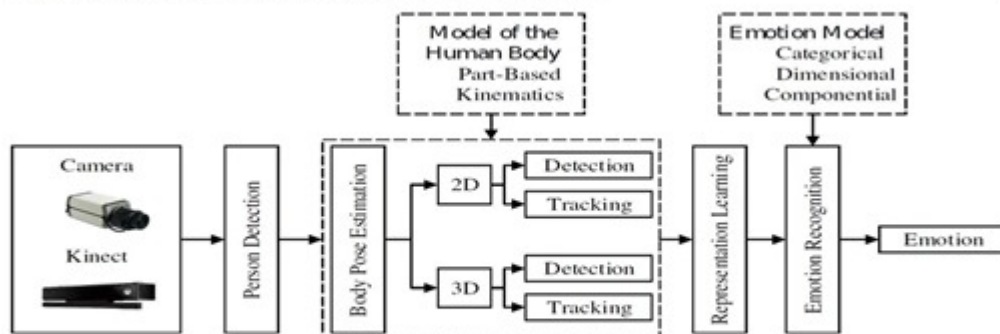 Model of the
Human Body
Part-Based
Kinematics
Emotion Model
Categorical
Dimensional
Componential
Camera
Kinect
Person Detection
Body Pose Estimation
2D
Detection
Tracking
3D
Detection
Tracking
Representation Learning
Emotion Recognition
Emotion